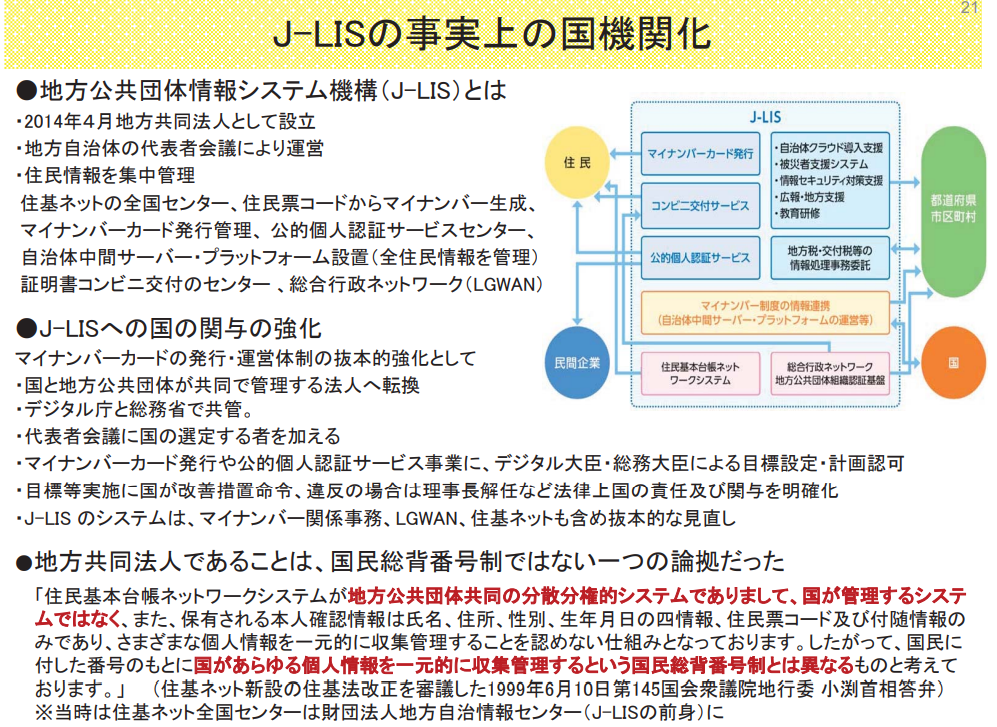 21
J-LISの事実上の国機関化
●地方公共団体情報システム機構(J-LIS)とは
・2014年4月地方共同法人として設立
・地方自治体の代表者会議により運営
・住民情報を集中管理
住基ネットの全国センター、住民票コードからマイナンバー生成、
マイナンバーカード発行管理、公的個人認証サービスセンター、
自治体中間サーバー・プラットフォーム設置(全住民情報を管理)
証明書コンビニ交付のセンター 、総合行政ネットワーク(LGWAN)
J-LIS
住民
マイナンバーカード発行
コンビニ交付サービス
公的個人認証サービス
・自治体クラウド導入支援
・被災者支援システム
・情報セキュリティ対策支援
・広報・地方支援
・教育研修
地方税・交付税等の
情報処理事務委託
マイナンバー制度の情報連携
(自治体中間サーバー・プラットフォームの運営等)
住民基本台帳ネット
ワークシステム
総合行政ネットワーク
地方公共団体組織認証基盤
都道府県
市区町村
民間企業
国
●J-LISへの国の関与の強化
マイナンバーカードの発行・運営体制の抜本的強化として
・国と地方公共団体が共同で管理する法人へ転換
・デジタル庁と総務省で共管。
・代表者会議に国の選定する者を加える
・マイナンバーカード発行や公的個人認証サービス事業に、デジタル大臣・総務大臣による目標設定・計画認可
・目標等実施に国が改善措置命令、違反の場合は理事長解任など法律上国の責任及び関与を明確化
・J-LIS のシステムは、マイナンバー関係事務、LGWAN、住基ネットも含め抜本的な見直し
●地方共同法人であることは、国民総背番号制ではない一つの論拠だった
「住民基本台帳ネットワークシステムが地方公共団体共同の分散分権的システムでありまして、国が管理するシステ
ムではなく、また、保有される本人確認情報は氏名、住所、性別、生年月日の四情報、住民票コード及び付随情報の
みであり、さまざまな個人情報を一元的に収集管理することを認めない仕組みとなっております。したがって、国民に
付した番号のもとに国があらゆる個人情報を一元的に収集管理するという国民総背番号制とは異なるものと考えて
おります。」 (住基ネット新設の住基法改正を審議した1999年6月10日第145国会衆議院地行委 小渕首相答弁)
※当時は住基ネット全国センターは財団法人地方自治情報センター(J-LISの前身)に